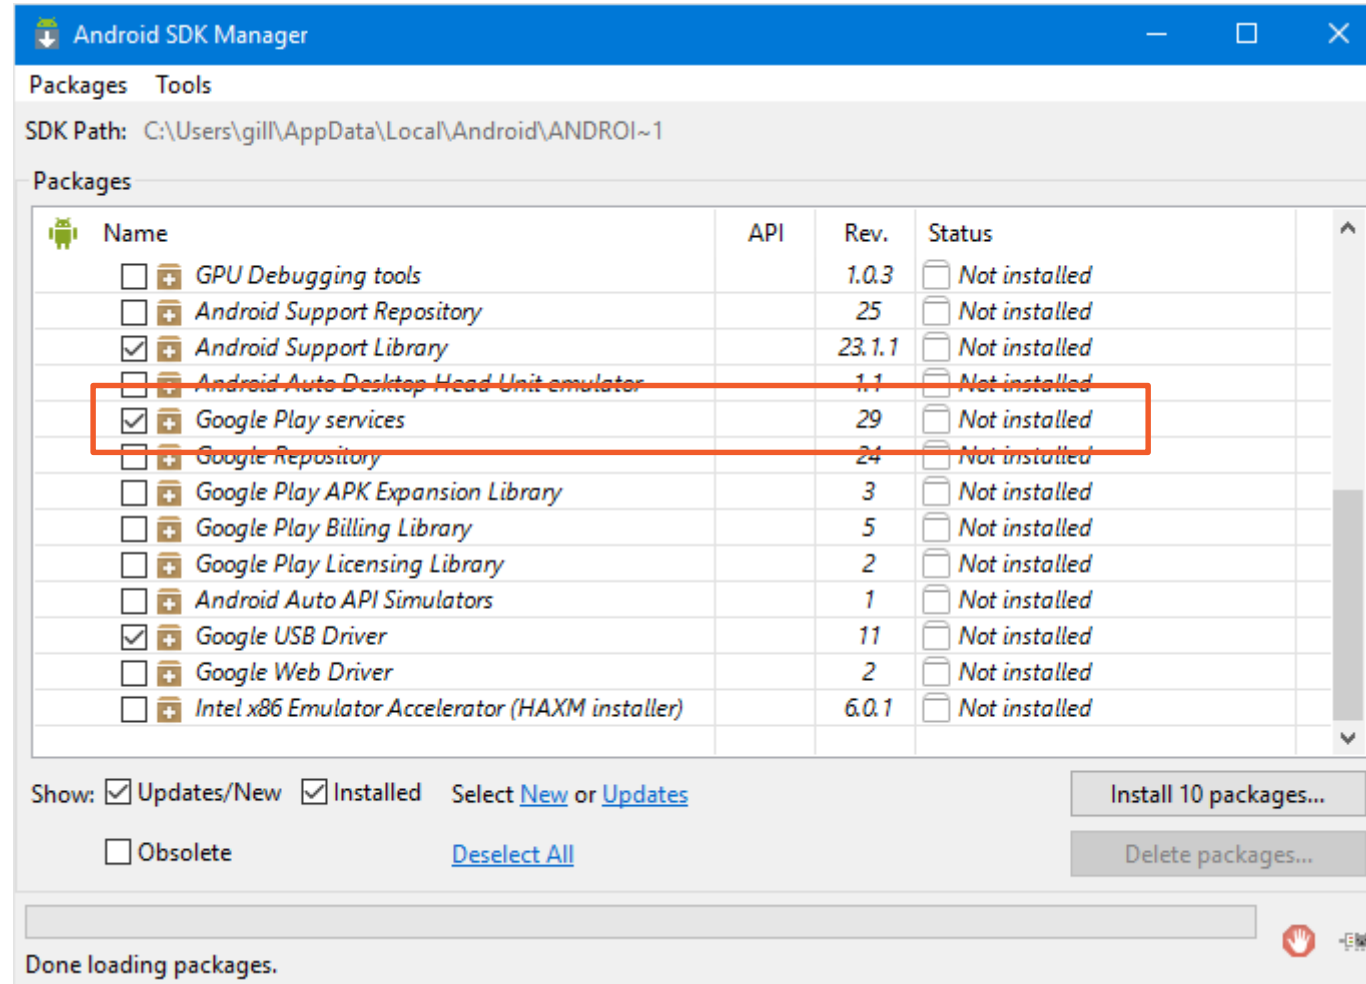 Android SDK Manager
Packages Tools
SDK Path: C:\Users\gill\AppData\Local\Android\ANDROI~1
Packages
Name API Rev. Status
GPU Debugging tools 1.0.3 Not installed
Android Support Repository 25 Not installed
Android Support Library 23.1.1 Not installed
Android Auto Desktop Head Unit emulator 1.1 Not installed
Google Play services 29 Not installed
Google Repository 24 Not installed
Google Play APK Expansion Library 3 Not installed
Google Play Billing Library 5 Not installed
Google Play Licensing Library 2 Not installed
Android Auto API Simulators 1 Not installed
Google USB Driver 11 Not installed
Google Web Driver 2 Not installed
Intel x86 Emulator Accelerator (HAXM installer) 6.0.1 Not installed
Show: Updates/New Installed Select New or Updates Install 10 packages...
Obsolete Deselect All Delete packages...
Done loading packages.